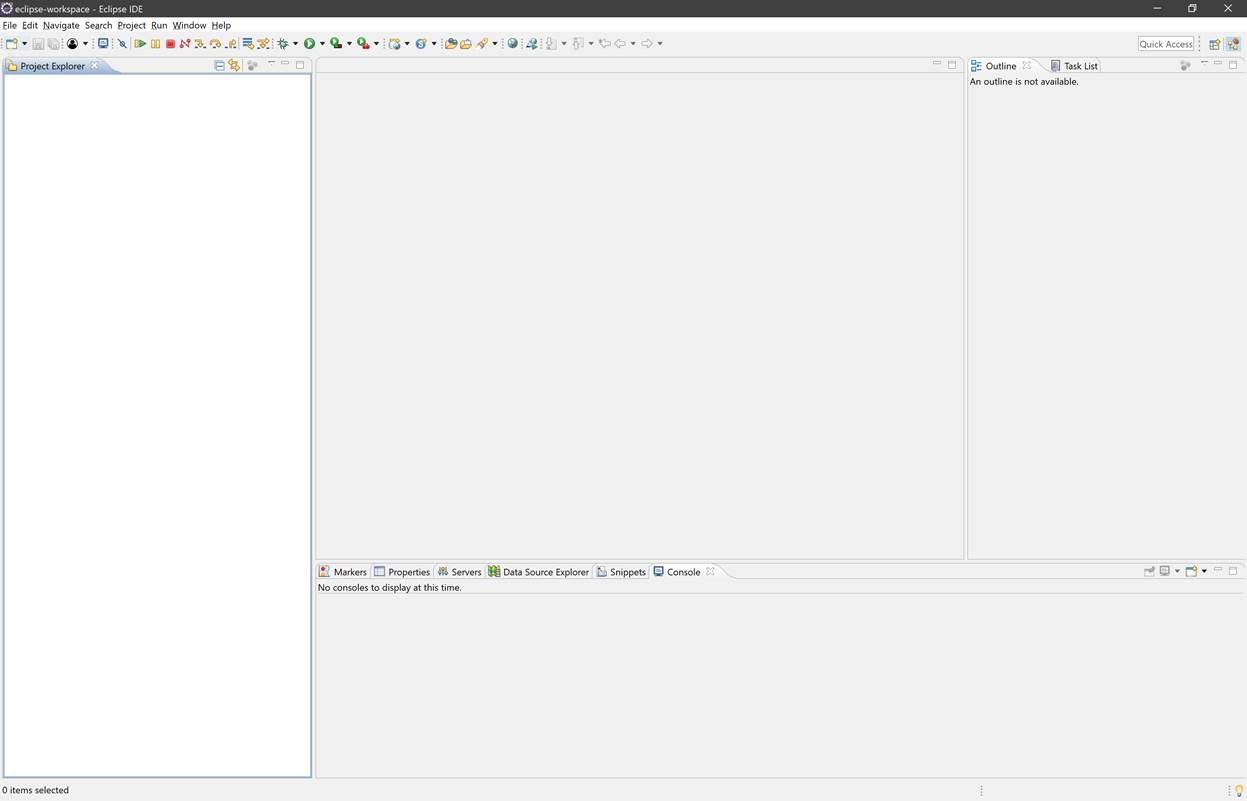 eclipse-workspace - Eclipse IDE
File Edit Navigate Search Project Run Window Help
Quick Access
Project Explorer
Outline Task List
An outline is not available.
Markers Properties Servers Data Source Explorer Snippets Console
No consoles to display at this time.
0 items selected